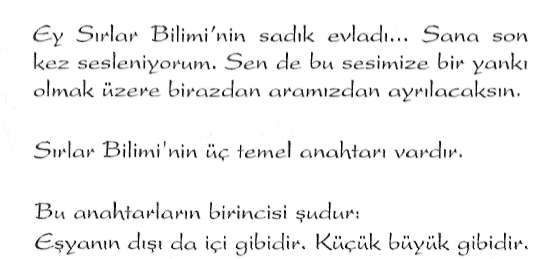 Ey Sırlar Bilimi'nin sadık evladı... Sana son
kez sesleniyorum. Sen de bu sesimize bir yankı
olmak üzere birazdan aramızdan ayrılacaksın.
Sırlar Bilimi'nin üç temel anahtarı vardır.
Bu anahtarların birincisi şudur:
Eşyanın dışı da içi gibidir. Küçük büyük gibidir.